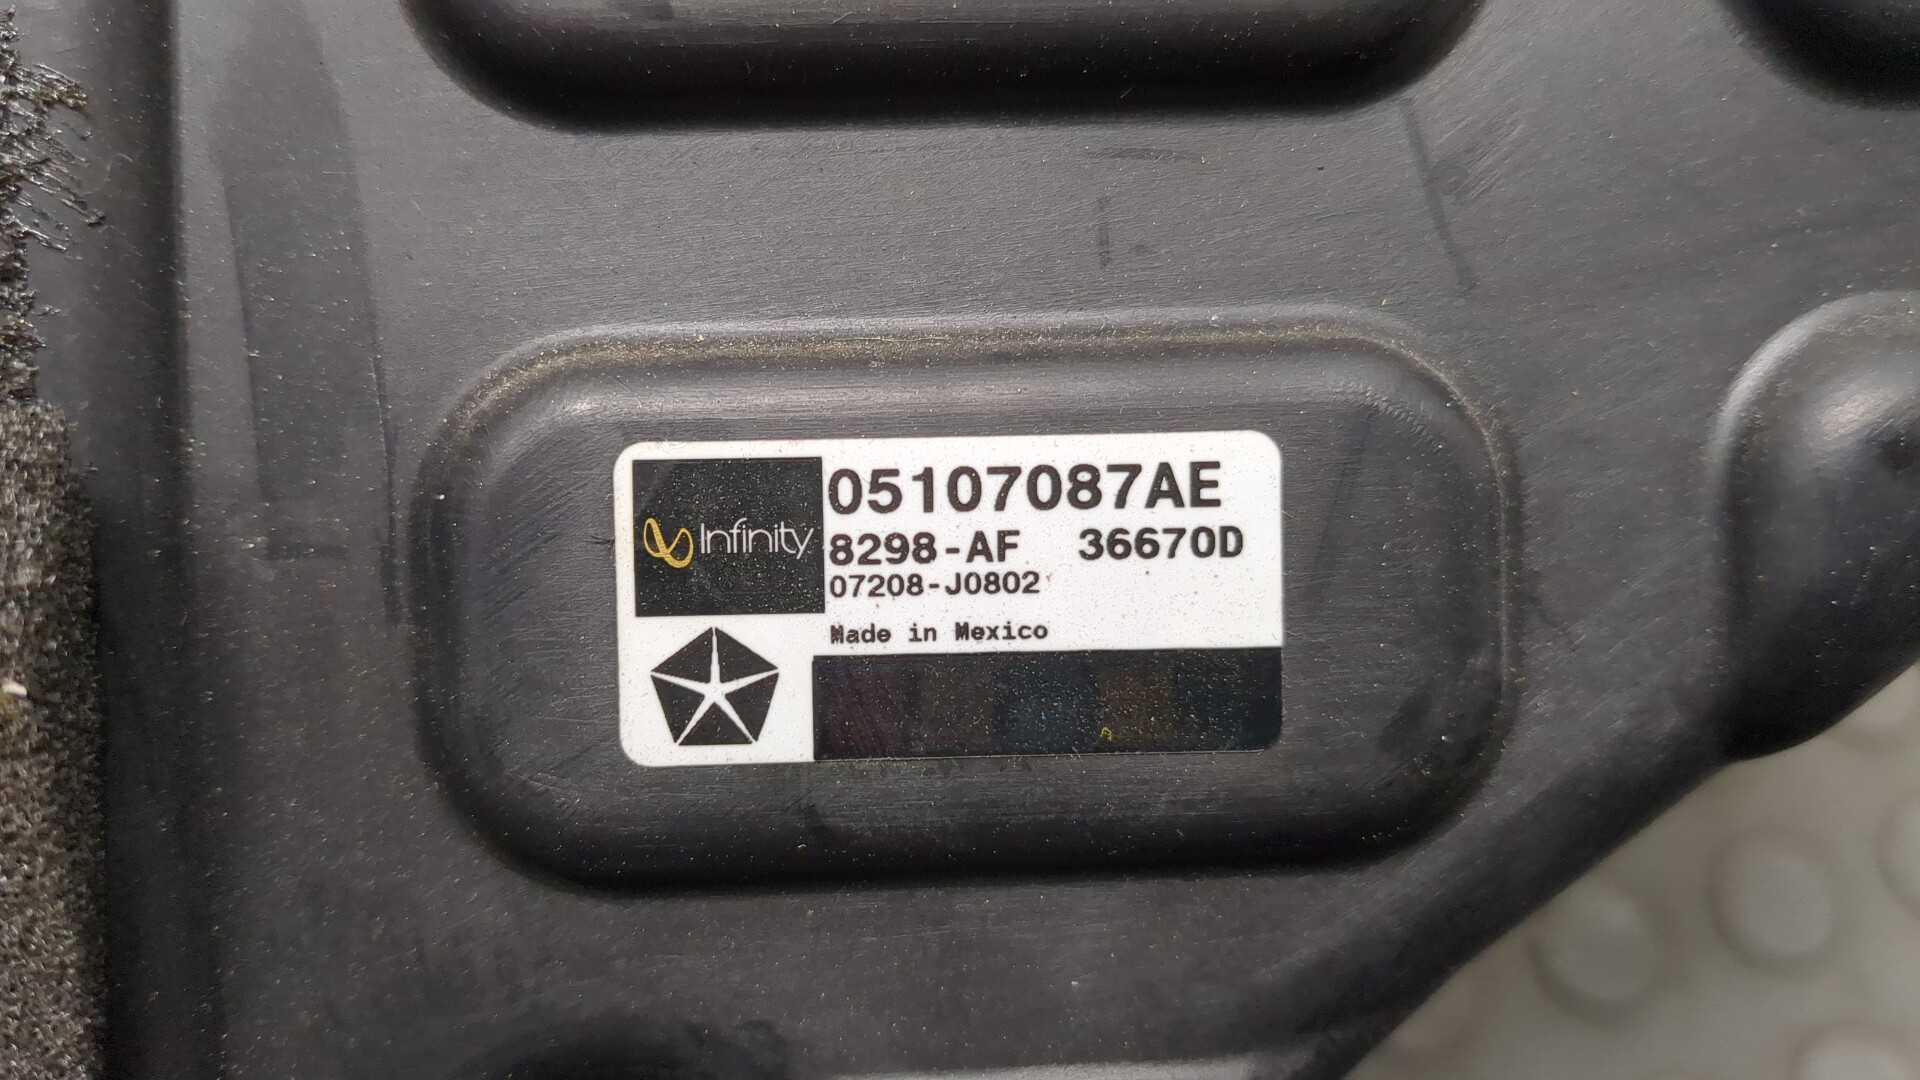 Infinity
05107087AE
8298-AF 36670D
07208-J0802
Made in Mexico